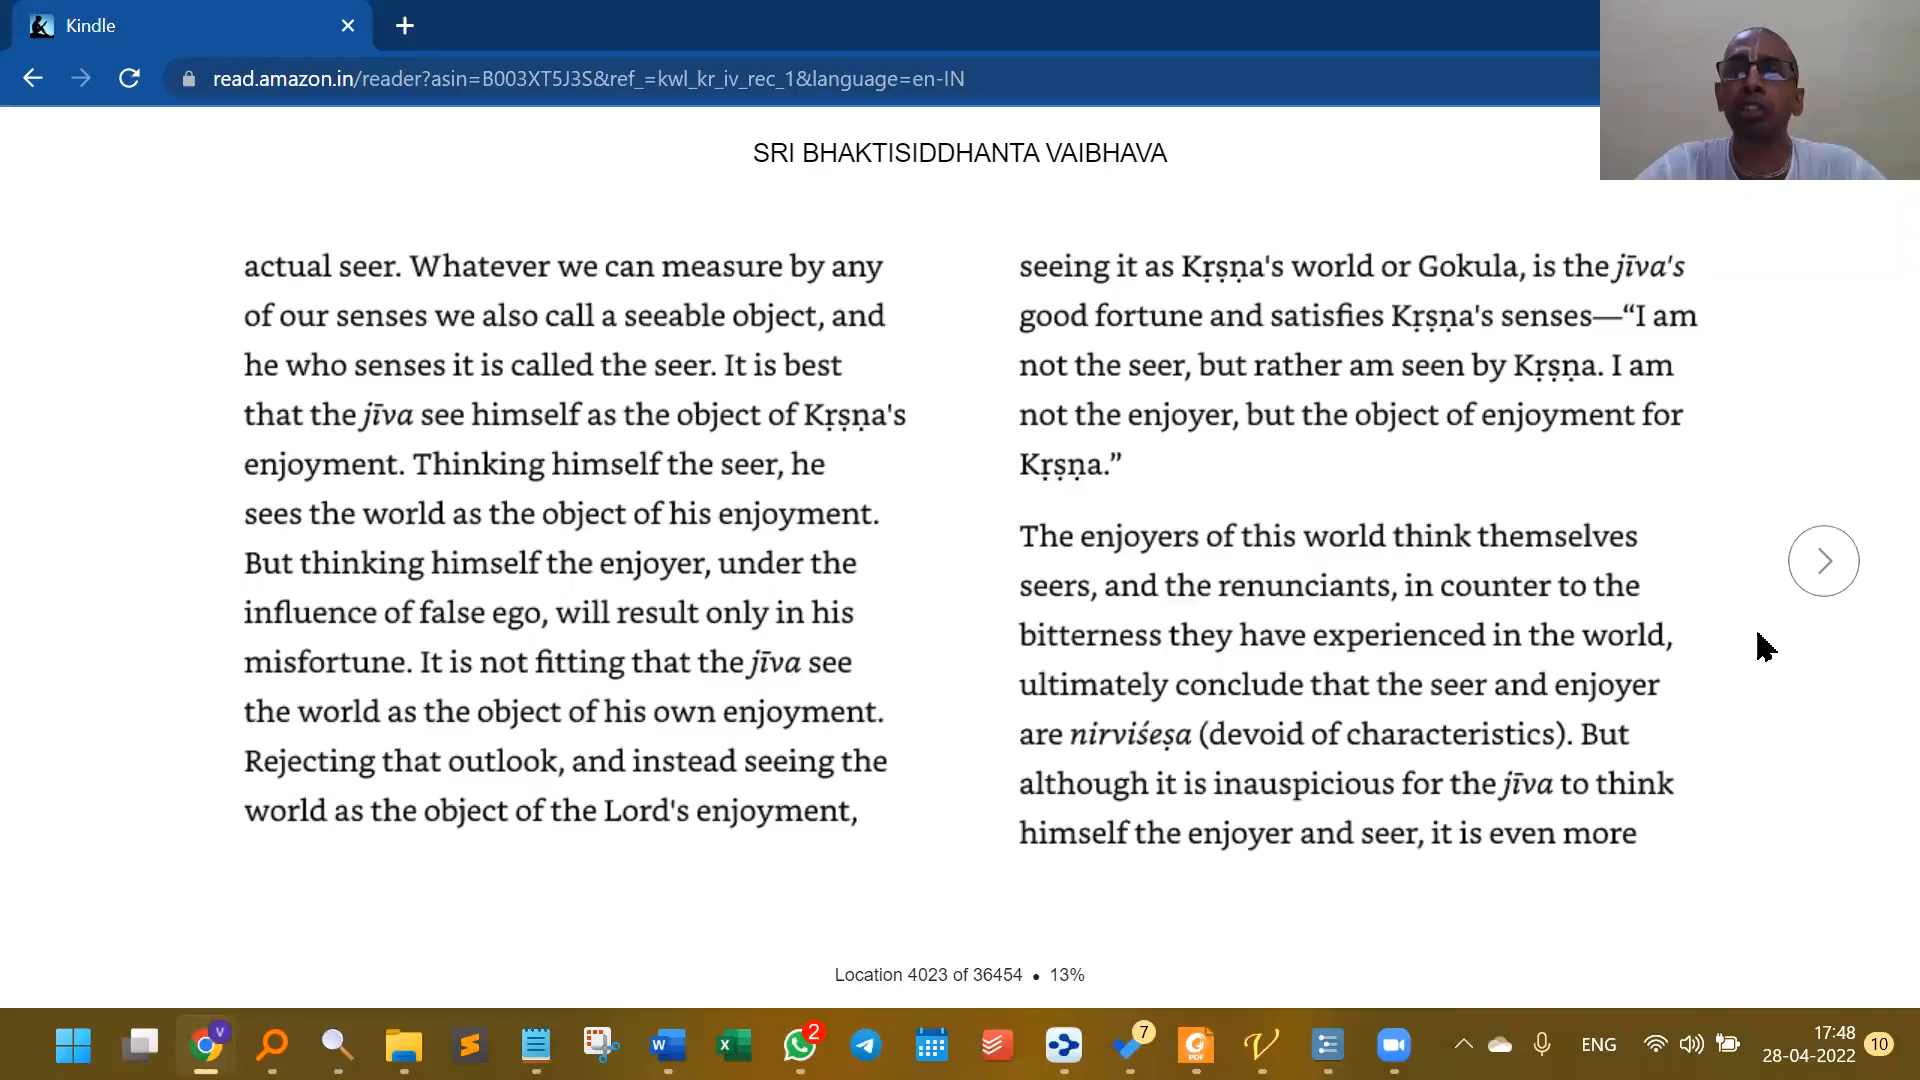 Kindle
read.amazon.in/reader?asin=B003XT5J3S&ref_=kwl_kr_iv_rec_1&language=en-IN
SRI BHAKTISIDDHANTA VAIBHAVA
actual seer. Whatever we can measure by any
of our senses we also call a seeable object, and
he who senses it is called the seer. It is best
that the jīva see himself as the object of Kṛṣṇa's
enjoyment. Thinking himself the seer, he
sees the world as the object of his enjoyment.
But thinking himself the enjoyer, under the
influence of false ego, will result only in his
misfortune. It is not fitting that the jīva see
the world as the object of his own enjoyment.
Rejecting that outlook, and instead seeing the
world as the object of the Lord's enjoyment,
seeing it as Kṛṣṇa's world or Gokula, is the jīva's
good fortune and satisfies Kṛṣṇa's senses—“I am
not the seer, but rather am seen by Kṛṣṇa. I am
not the enjoyer, but the object of enjoyment for
Kṛṣṇa.”
The enjoyers of this world think themselves
seers, and the renunciants, in counter to the
bitterness they have experienced in the world,
ultimately conclude that the seer and enjoyer
are nirviśeṣa (devoid of characteristics). But
although it is inauspicious for the jīva to think
himself the enjoyer and seer, it is even more
Location 4023 of 36454 • 13%
V
2
7
PDF
ENG
17:48
28-04-2022
10